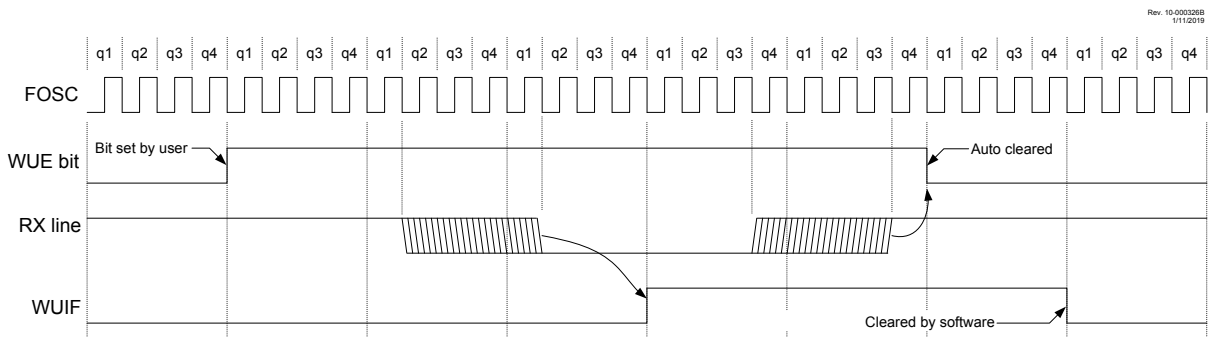 Rev. 10-000326B
1/11/2019
q1 q2 q3 q4 q1 q2 q3 q4 q1 q2 q3 q4 q1 q2 q3 q4 q1 q2 q3 q4 q1 q2 q3 q4 q1 q2 q3 q4 q1 q2 q3 q4
FOSC
WUE bit
Bit set by user
Auto cleared
RX line
WUIF
Cleared by software